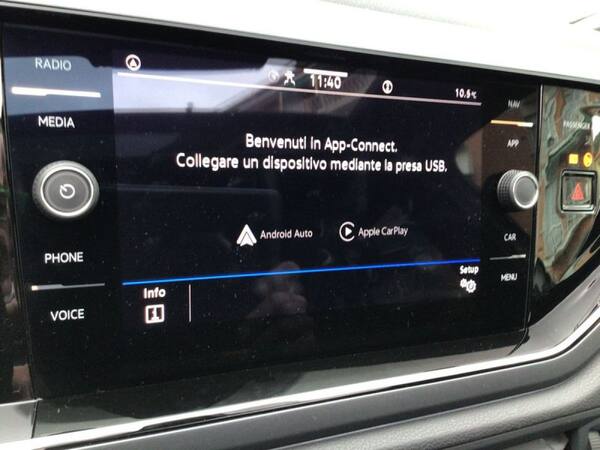 RADIO
MEDIA
PHONE
VOICE
11:40
10.5°C
Benvenuti in App-Connect.
Collegare un dispositivo mediante la presa USB.
Android Auto
Apple CarPlay
Info
Setup
NAV
APP
CAR
MENU
PASSENGER